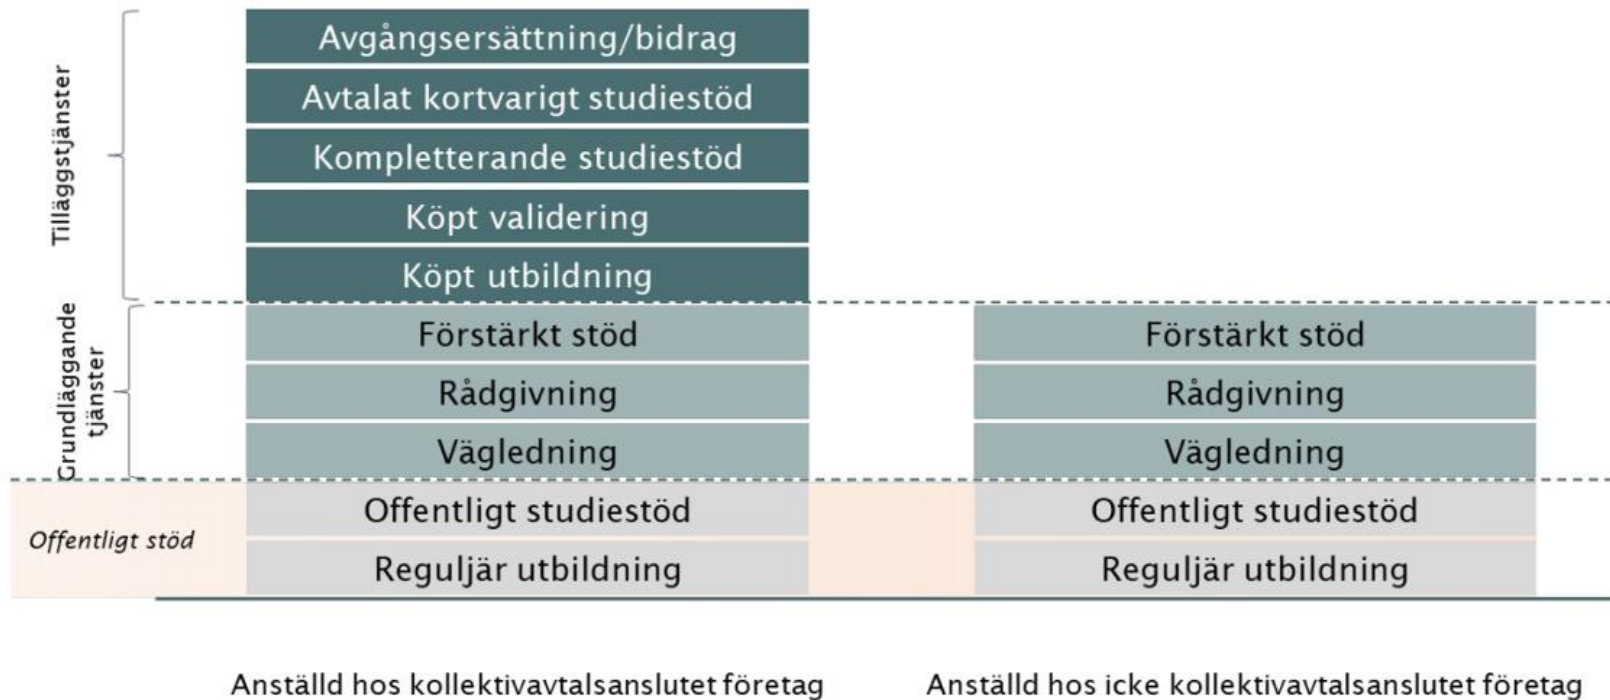 Tilläggstjänster
Avgångsersättning/bidrag
Avtalat kortvarigt studiestöd
Kompletterande studiestöd
Köpt validering
Köpt utbildning
Grundläggande
tjänster
Förstärkt stöd
Förstärkt stöd
Rådgivning
Rådgivning
Vägledning
Vägledning
Offentligt stöd
Offentligt studiestöd
Offentligt studiestöd
Reguljär utbildning
Reguljär utbildning
Anställd hos kollektivavtalsanslutet företag
Anställd hos icke kollektivavtalsanslutet företag